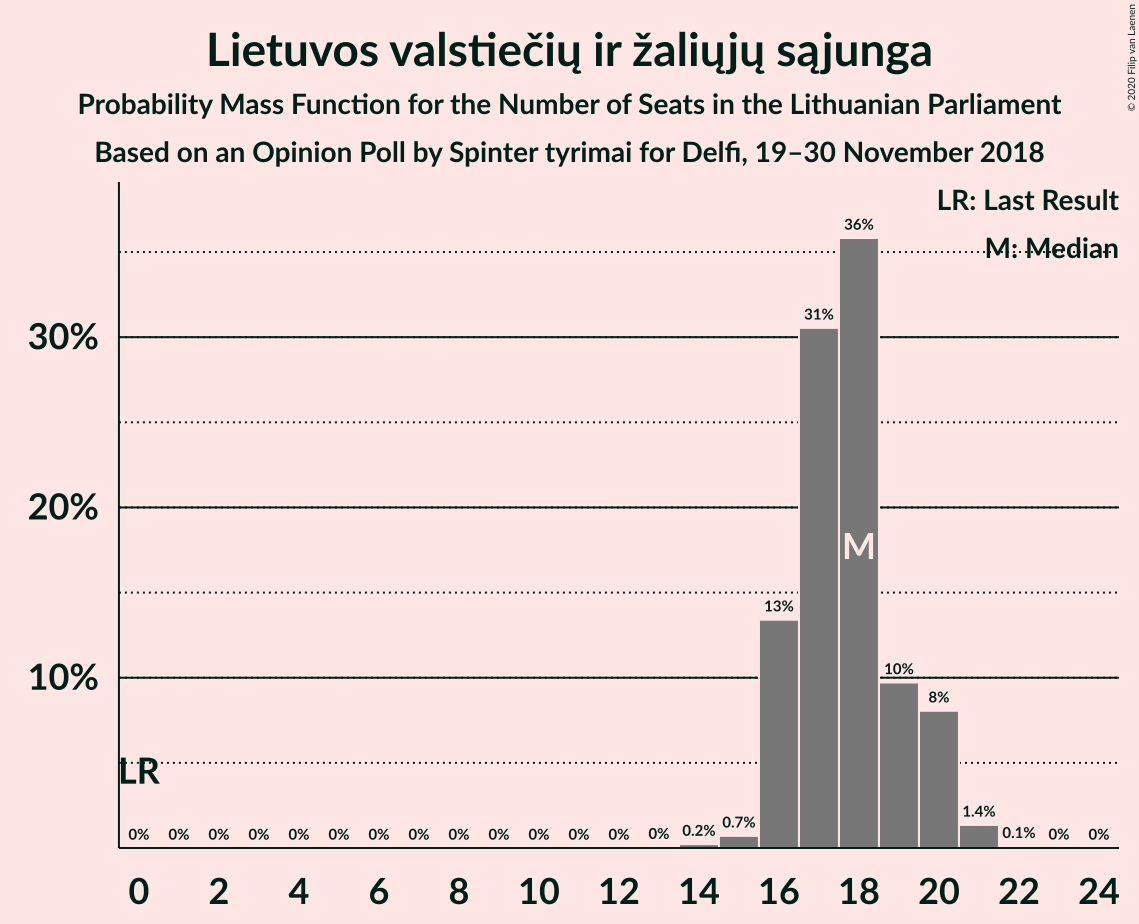 Lietuvos valstiečių ir žaliųjų sąjunga
Probability Mass Function for the Number of Seats in the Lithuanian Parliament
Based on an Opinion Poll by Spinter tyrimai for Delfi, 19–30 November 2018
© 2020 Filip van Laenen
LR: Last Result
M: Median
36%
31%
30%
20%
M
13%
10%
10%
8%
LR
0% 0% 0% 0% 0% 0% 0% 0% 0% 0% 0% 0% 0% 0% 0.2% 0.7% 1.4% 0.1% 0% 0%
0 2 4 6 8 10 12 14 16 18 20 22 24